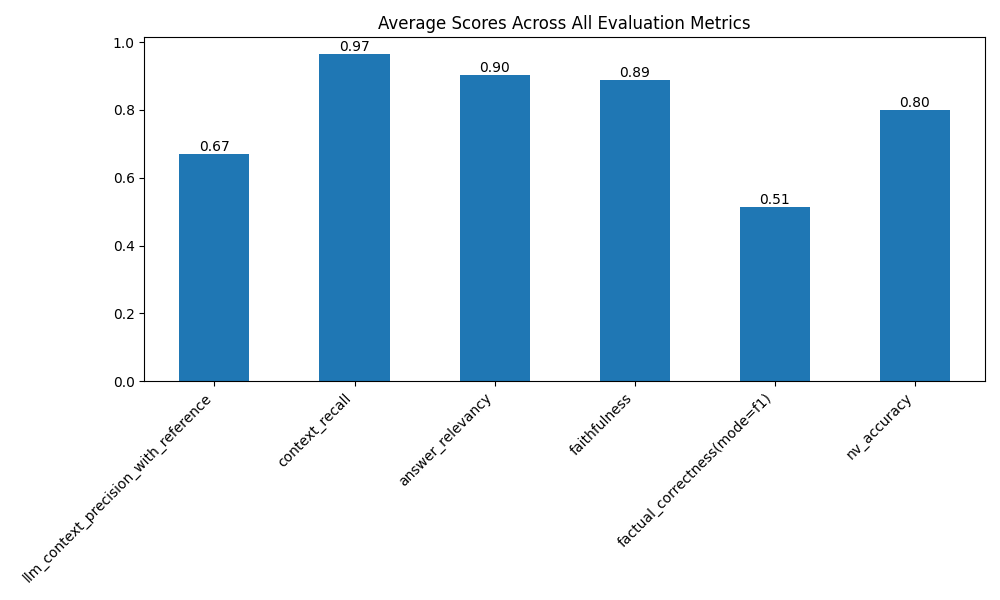 Average Scores Across All Evaluation Metrics
1.0
0.8
0.6
0.4
0.2
0.0
0.67
0.97
0.90
0.89
0.51
0.80
llm_context_precision_with_reference
context_recall
answer_relevancy
faithfulness
factual_correctness(mode=f1)
nv_accuracy